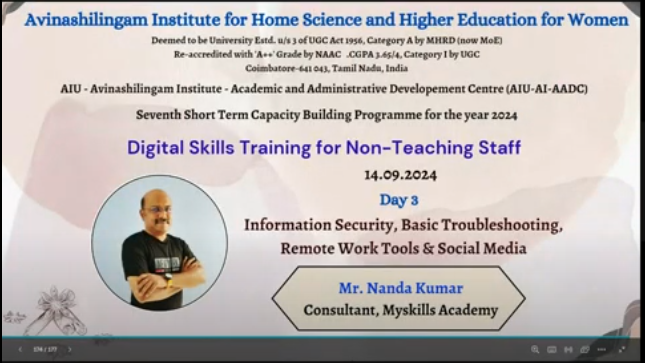 Avinashilingam Institute for Home Science and Higher Education for Women
Deemed to be University Estd. u/s 3 of UGC Act 1956, Category A by MHRD (now MoE)
Re-accredited with 'A++' Grade by NAAC .CGPA 3.65/4, Category I by UGC
Coimbatore-641 043, Tamil Nadu, India
AIU - Avinashilingam Institute - Academic and Administrative Developement Centre (AIU-AI-AADC)
Seventh Short Term Capacity Building Programme for the year 2024
Digital Skills Training for Non-Teaching Staff
14.09.2024
Day 3
Information Security, Basic Troubleshooting,
Remote Work Tools & Social Media
Mr. Nanda Kumar
Consultant, Myskills Academy
174 / 177